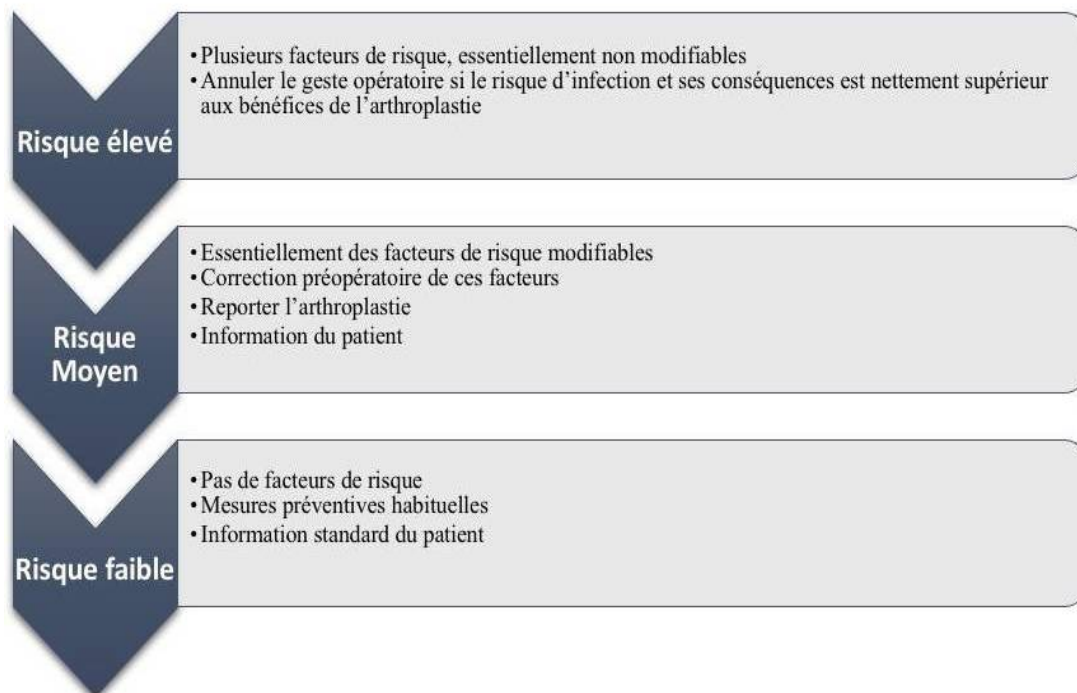 Risque élevé
• Plusieurs facteurs de risque, essentiellement non modifiables
• Annuler le geste opératoire si le risque d’infection et ses conséquences est nettement supérieur
aux bénéfices de l’arthroplastie
Risque
Moyen
• Essentiellement des facteurs de risque modifiables
• Correction préopératoire de ces facteurs
• Reporter l’arthroplastie
• Information du patient
Risque faible
• Pas de facteurs de risque
• Mesures préventives habituelles
• Information standard du patient